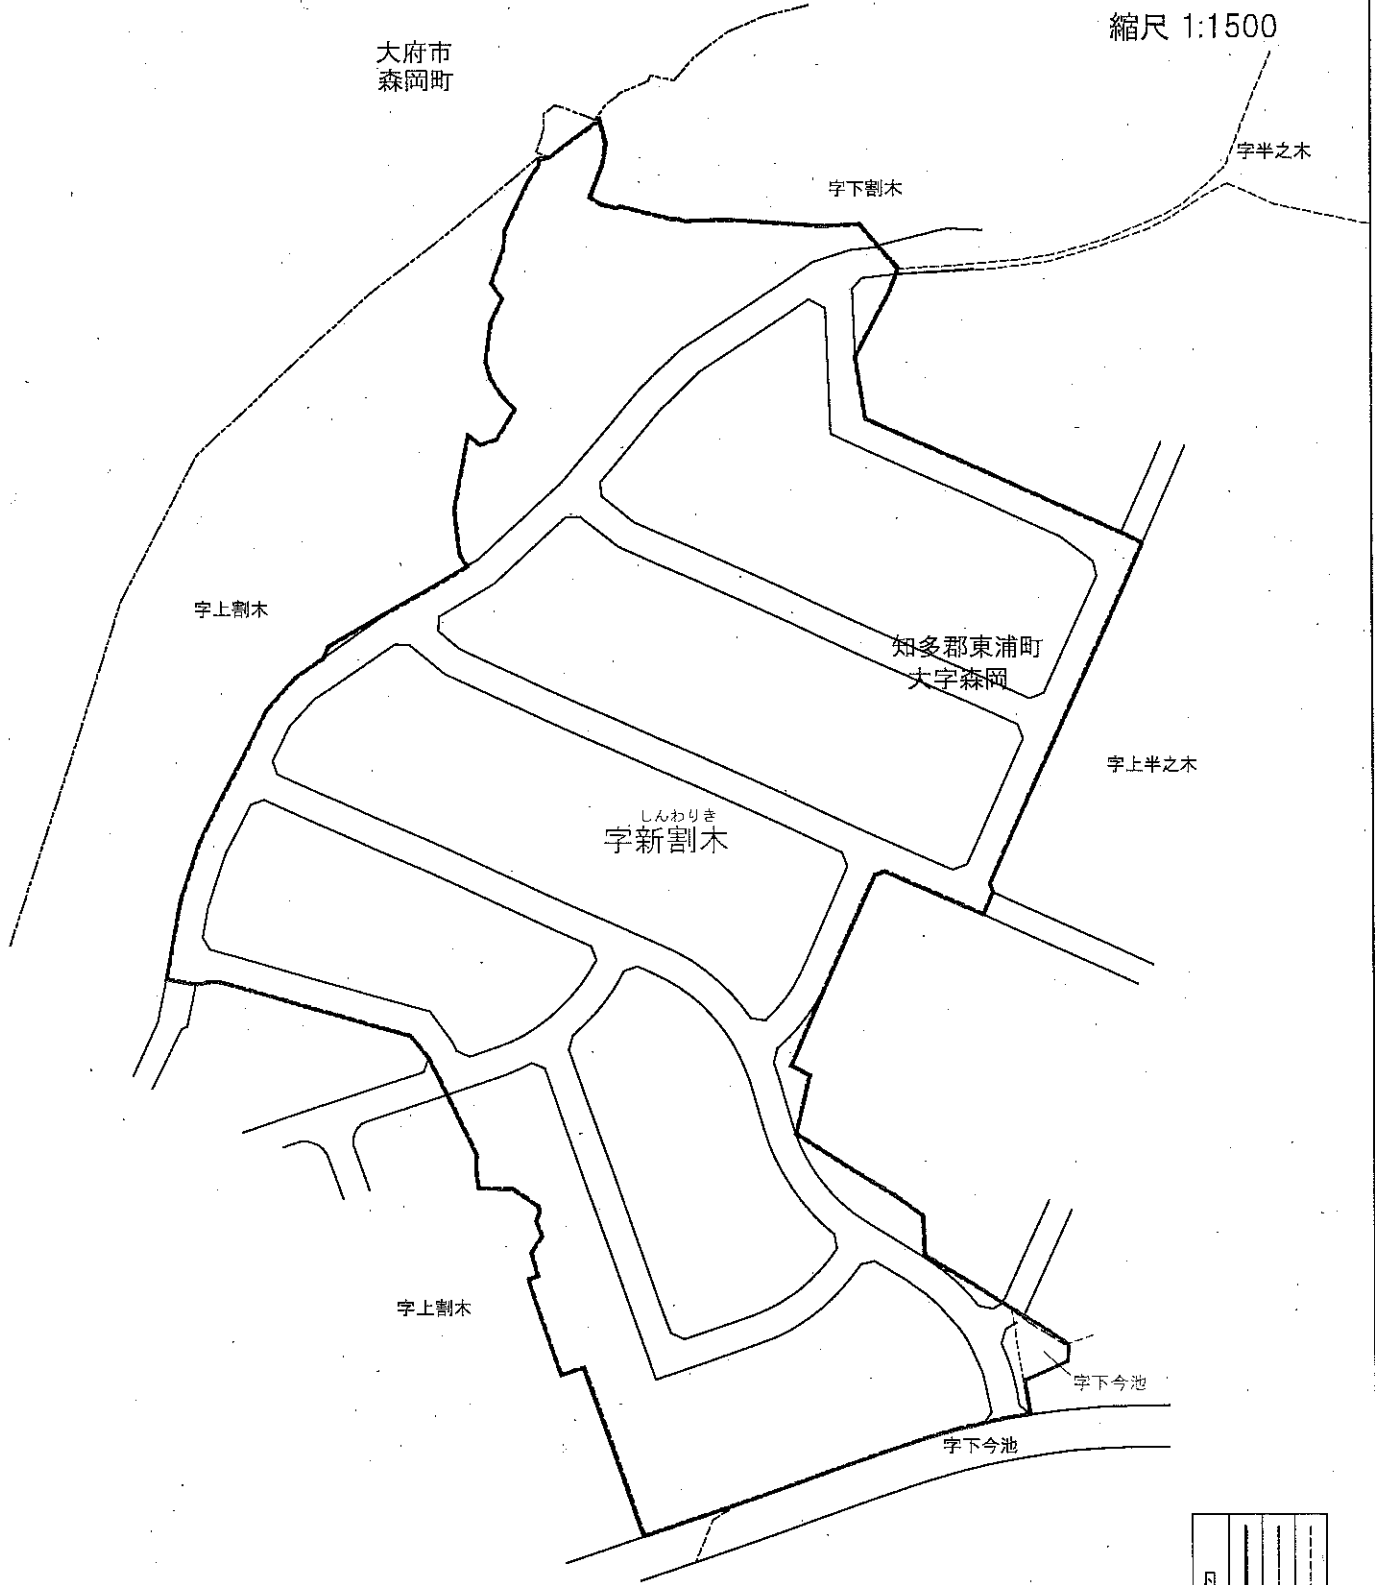 縮尺 1:1500
大府市
森岡町
字半之木
字下割木
字上割木
知多郡東浦町
大字森岡
字上半之木
しんわりき
字新割木
字上割木
字下今池
字下今池
凡